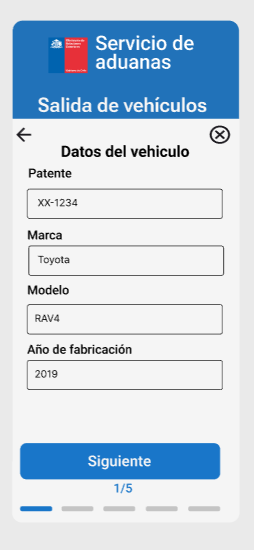 Servicio de
aduanas
Salida de vehículos
Datos del vehiculo
Patente
XX-1234
Marca
Toyota
Modelo
RAV4
Año de fabricación
2019
Siguiente
1/5